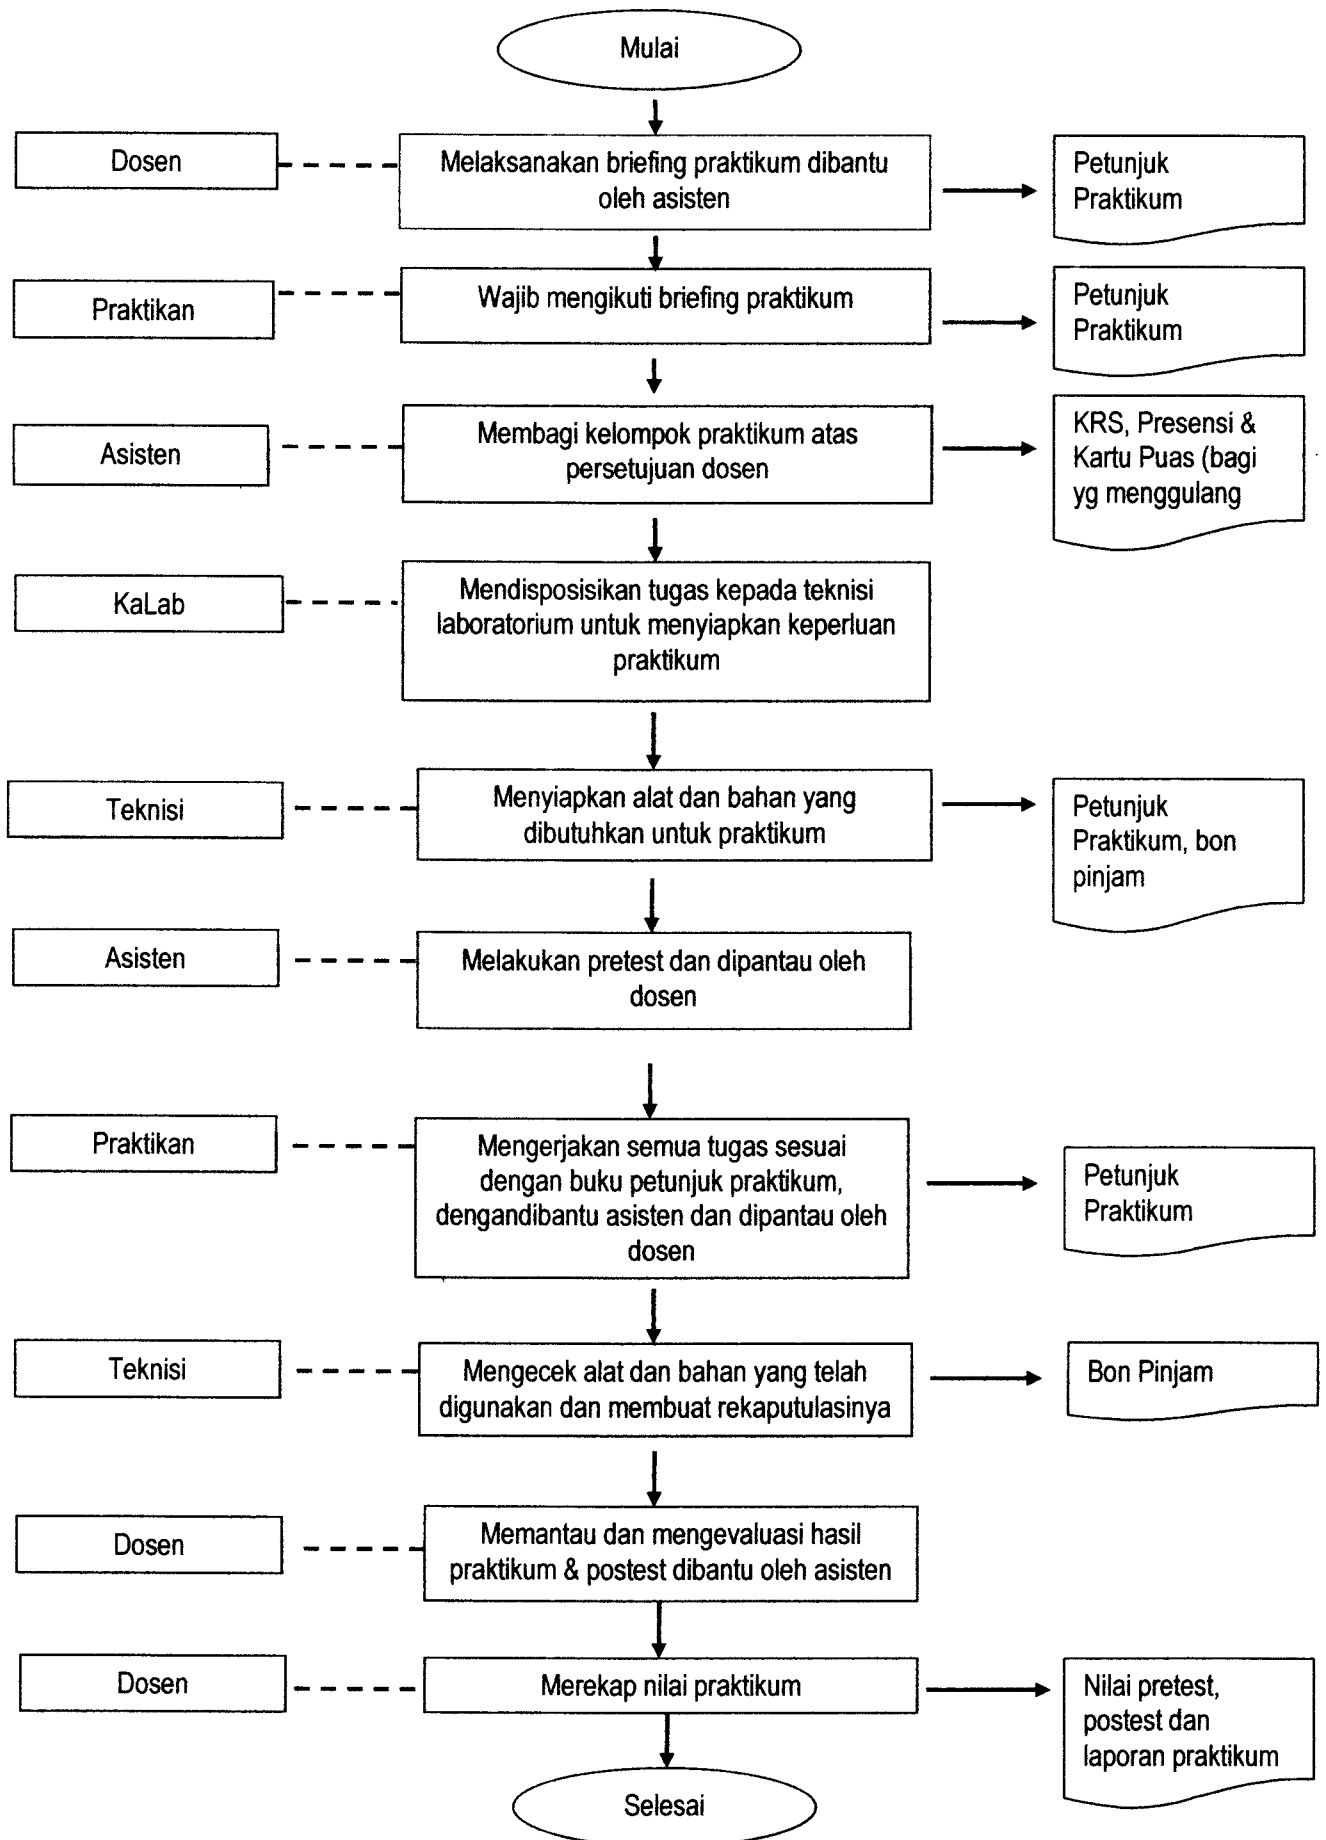 Mulai
Dosen
Melaksanakan briefing praktikum dibantu
oleh asisten
Petunjuk
Praktikum
Praktikan
Wajib mengikuti briefing praktikum
Petunjuk
Praktikum
Asisten
Membagi kelompok praktikum atas
persetujuan dosen
KRS, Presensi &
Kartu Puas (bagi
yg menggulang
KaLab
Mendisposisikan tugas kepada teknisi
laboratorium untuk menyiapkan keperluan
praktikum
Teknisi
Menyiapkan alat dan bahan yang
dibutuhkan untuk praktikum
Petunjuk
Praktikum, bon
pinjam
Asisten
Melakukan pretest dan dipantau oleh
dosen
Praktikan
Mengerjakan semua tugas sesuai
dengan buku petunjuk praktikum,
dengandibantu asisten dan dipantau oleh
dosen
Petunjuk
Praktikum
Teknisi
Mengecek alat dan bahan yang telah
digunakan dan membuat rekaputulasinya
Bon Pinjam
Dosen
Memantau dan mengevaluasi hasil
praktikum & postest dibantu oleh asisten
Dosen
Merekap nilai praktikum
Nilai pretest,
postest dan
laporan praktikum
Selesai